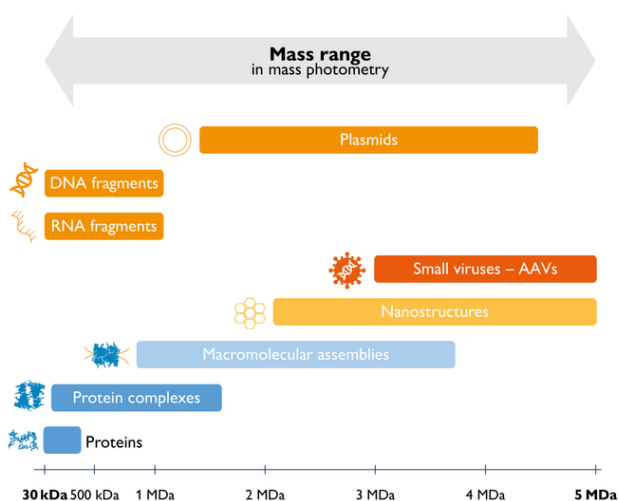 Mass range
in mass photometry
Plasmids
DNA fragments
RNA fragments
Small viruses – AAVs
Nanostructures
Macromolecular assemblies
Protein complexes
Proteins
30 kDa 500 kDa 1 MDa 2 MDa 3 MDa 4 MDa 5 MDa